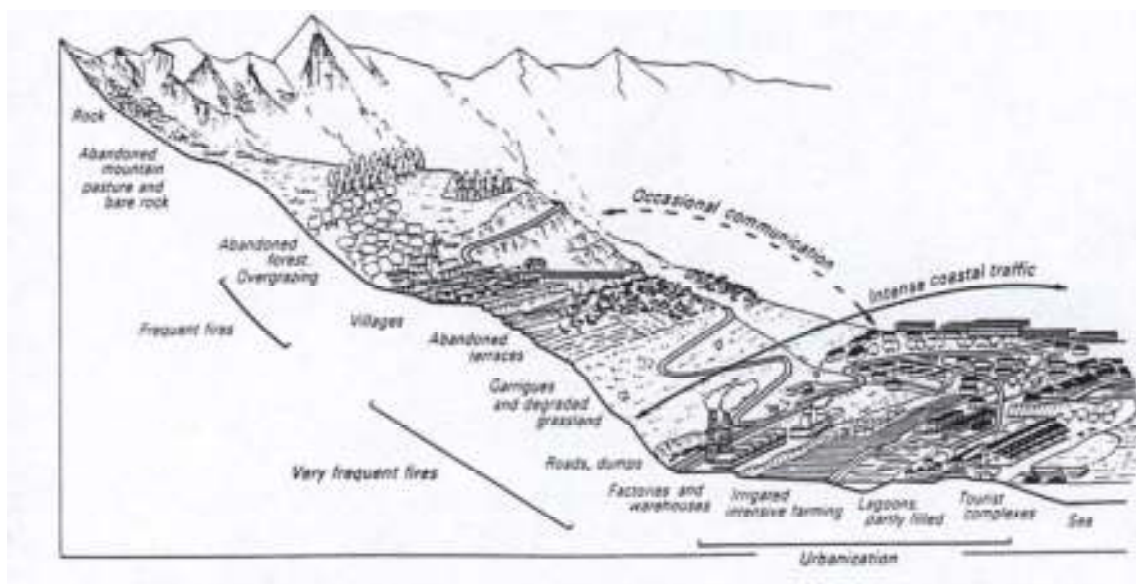 Rock
Abandoned
mountain
pasture and
bare rock
Abandoned
forest
Overgrazing
Frequent fires
Villages
Abandoned
terraces
Garrigues
and degraded
grassland
Very frequent fires
Occasional communication
Intense coastal traffic
Roads, dumps
Factories and
warehouses
Irrigated
intensive farming
Lagoons,
partly filled
Tourist
complexes
Sea
Urbanization